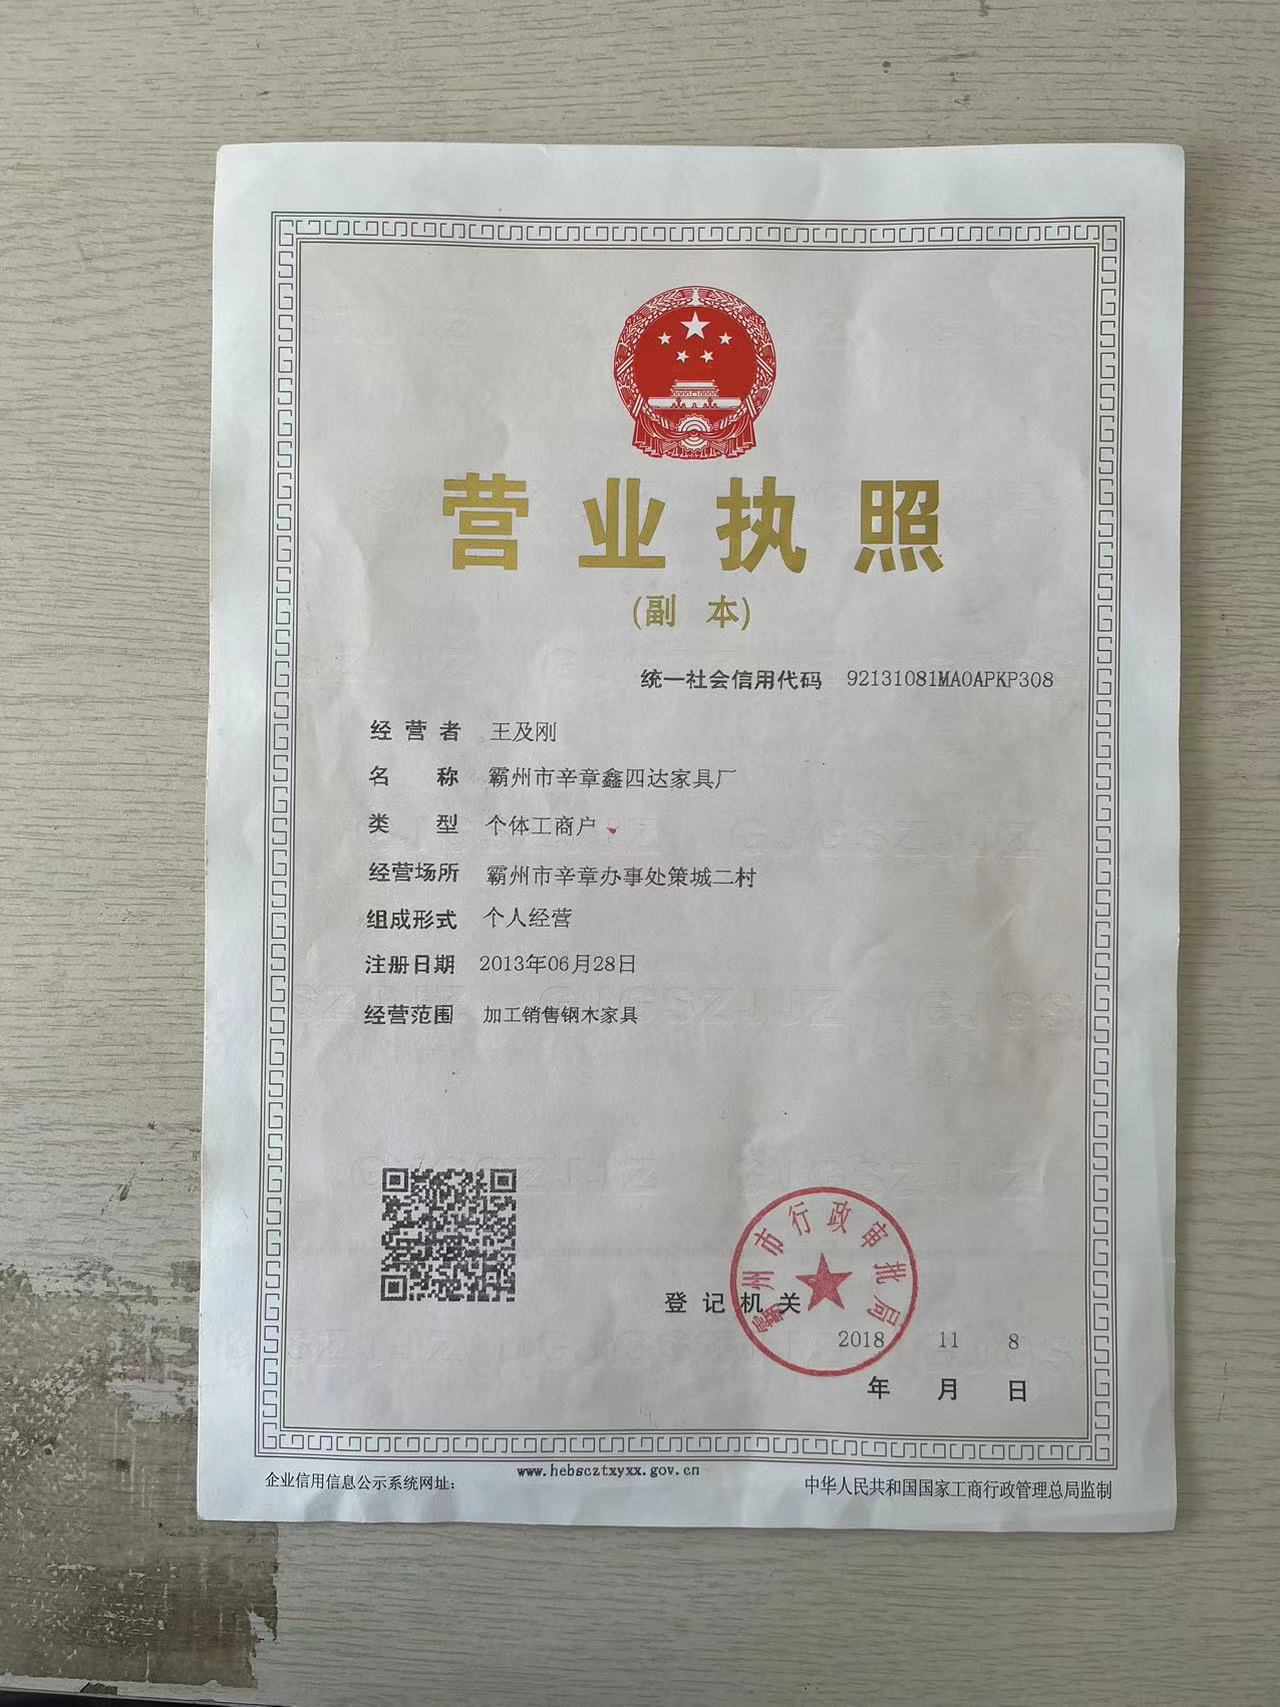 营业执照
(副 本)
统一社会信用代码 92131081MA0APKP308
经营者 王及刚
名称 霸州市辛章鑫四达家具厂
类型 个体工商户
经营场所 霸州市辛章办事处策城二村
组成形式 个人经营
注册日期 2013年06月28日
经营范围 加工销售钢木家具
霸州市行政审批局
登记机关
2018 11 8
年 月 日
企业信用信息公示系统网址: www.hebscztxyxx.gov.cn
中华人民共和国国家工商行政管理总局监制